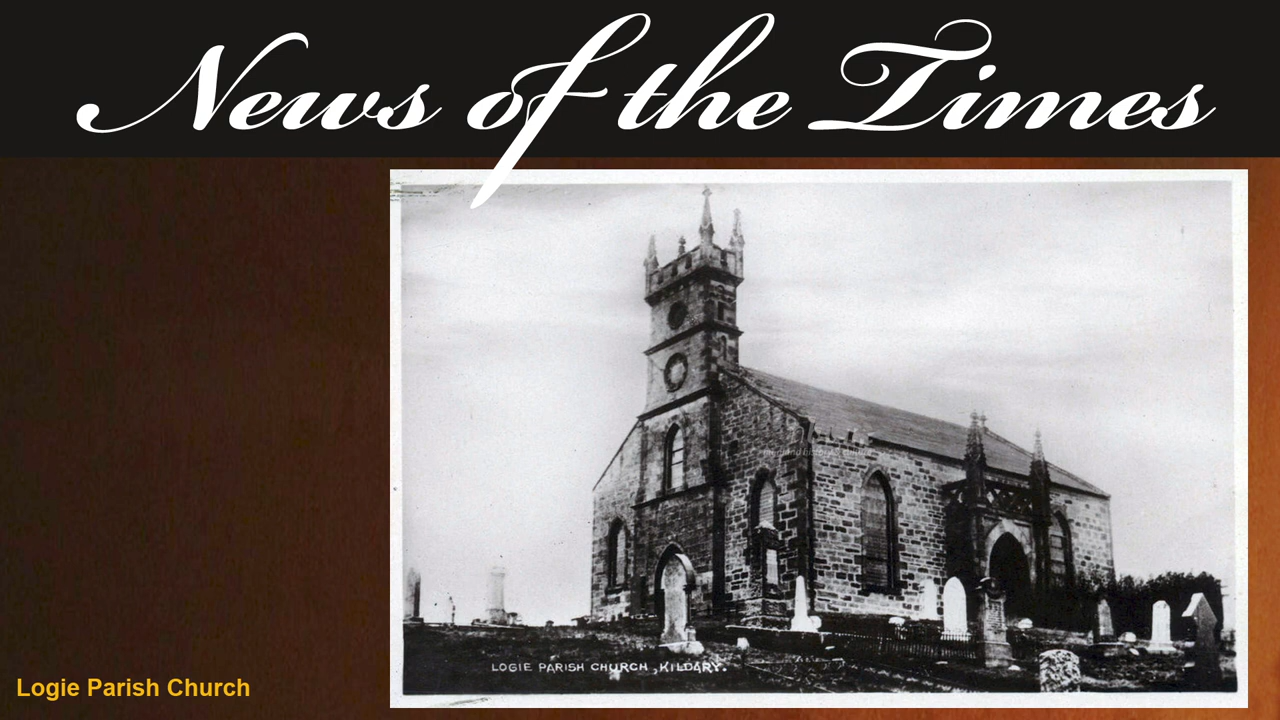 News of the Times
LOGIE PARISH CHURCH, KILDARY.
Logie Parish Church